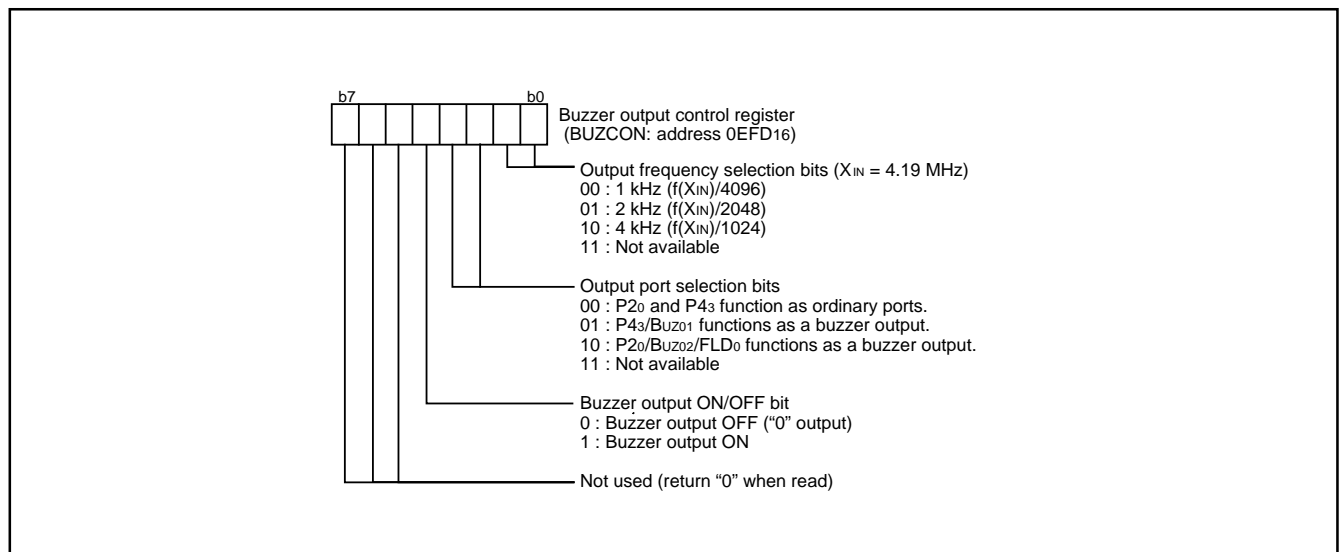 b7 b0
Buzzer output control register
(BUZCON: address 0EFD16)
Output frequency selection bits (XIN = 4.19 MHz)
00 : 1 kHz (f(XIN)/4096)
01 : 2 kHz (f(XIN)/2048)
10 : 4 kHz (f(XIN)/1024)
11 : Not available
Output port selection bits
00 : P20 and P43 function as ordinary ports.
01 : P43/BUZ01 functions as a buzzer output.
10 : P20/BUZ02/FLD0 functions as a buzzer output.
11 : Not available
Buzzer output ON/OFF bit
0 : Buzzer output OFF (“0” output)
1 : Buzzer output ON
Not used (return “0” when read)